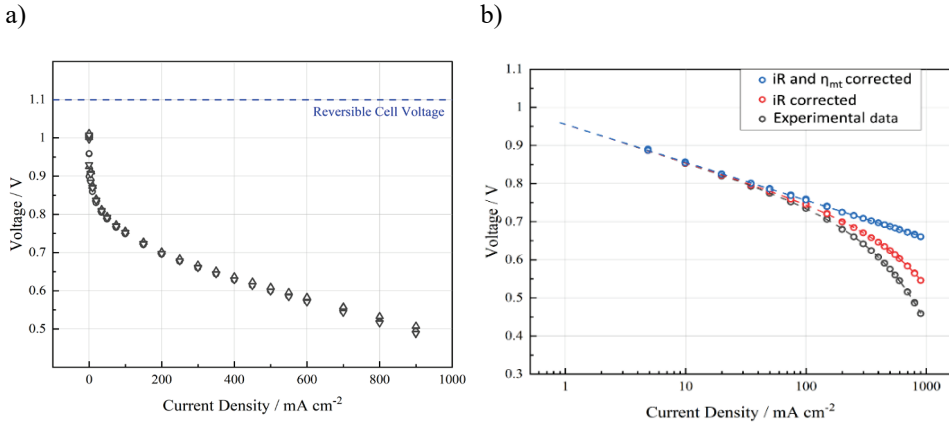 a)
1.1
1
0.9
0.8
0.7
0.6
0.5
Reversible Cell Voltage
Voltage / V
0
200
400
600
800
1000
Current Density / mA cm⁻²
b)
1.1
1
0.9
0.8
0.7
0.6
0.5
0.4
0.3
iR and ηmt corrected
iR corrected
Experimental data
Voltage / V
1
10
100
1000
Current Density / mA cm⁻²